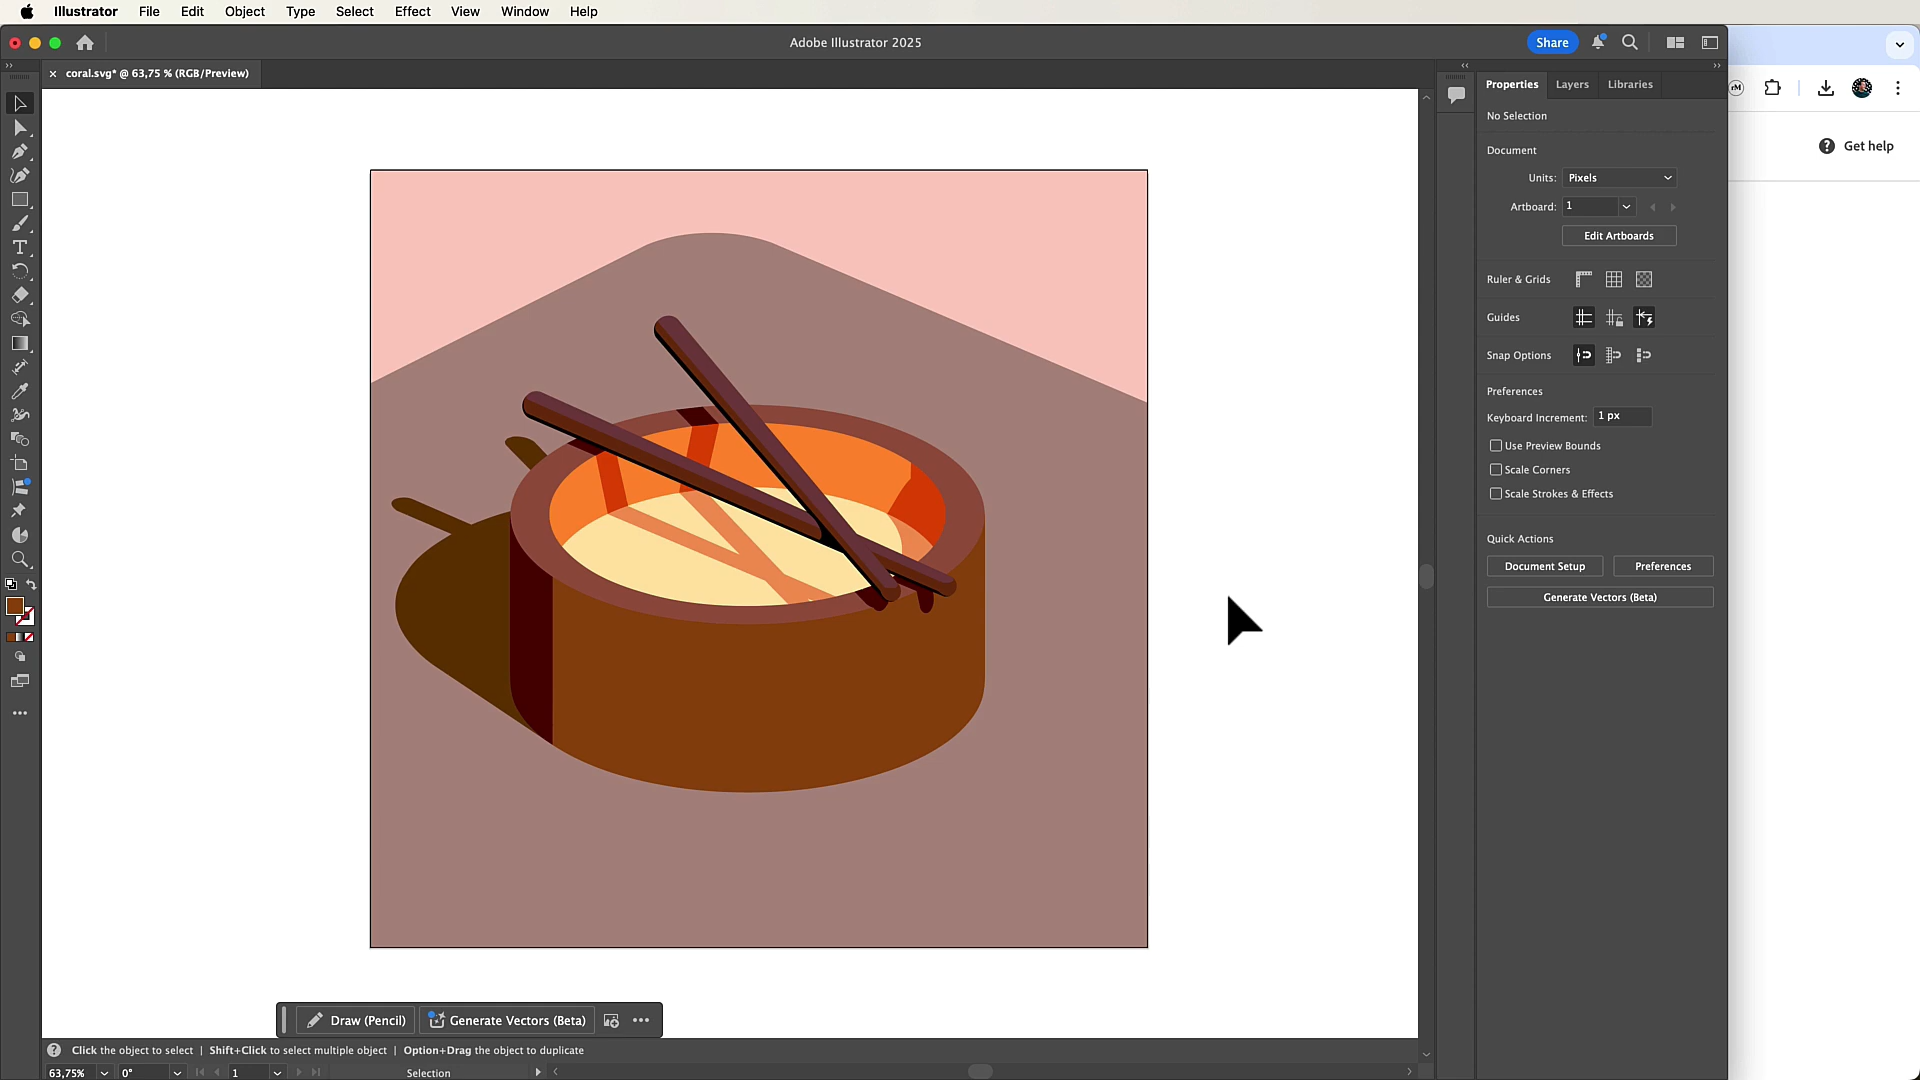 Illustrator File Edit Object Type Select Effect View Window Help
Adobe Illustrator 2025
Share
coral.svg* @ 63,75 % (RGB/Preview)
Properties Layers Libraries
rM
Get help
No Selection
Document
Units: Pixels
Artboard: 1
Edit Artboards
Ruler & Grids
Guides
Snap Options
Preferences
Keyboard Increment: 1 px
Use Preview Bounds
Scale Corners
Scale Strokes & Effects
Quick Actions
Document Setup Preferences
Generate Vectors (Beta)
Draw (Pencil) Generate Vectors (Beta)
Click the object to select | Shift+Click to select multiple object | Option+Drag the object to duplicate
63,75% 0° 1 Selection